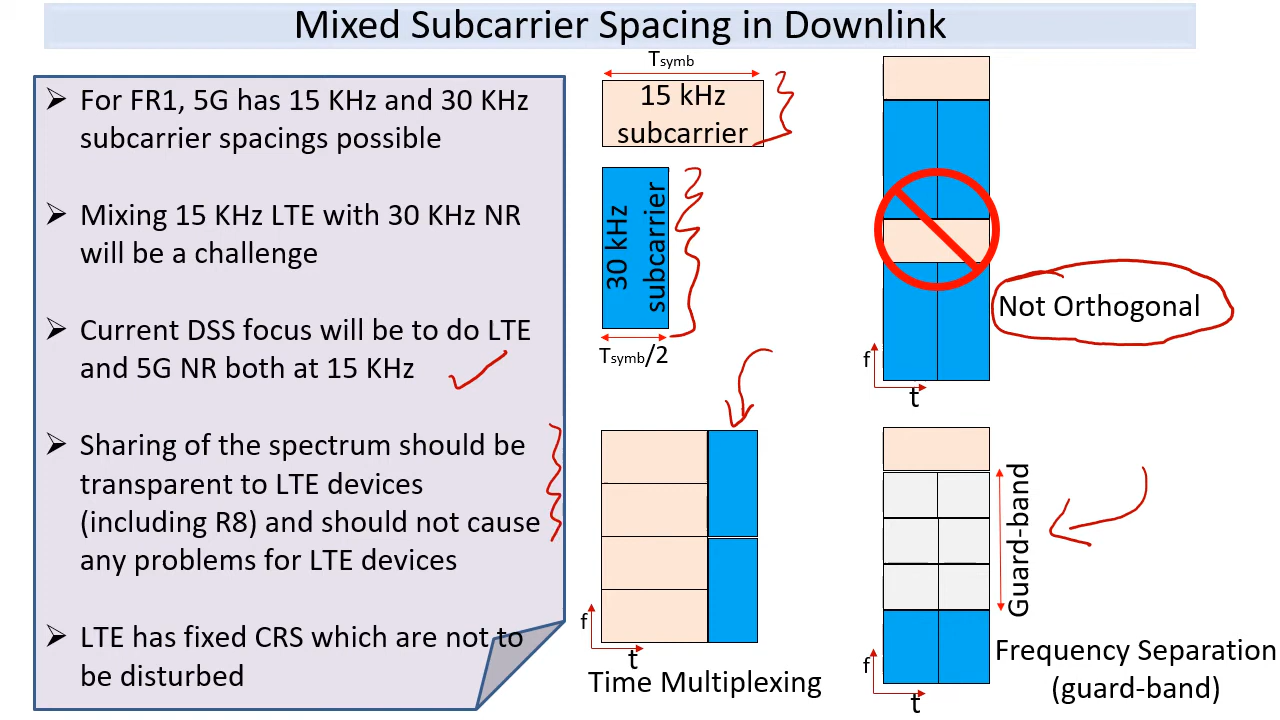 Mixed Subcarrier Spacing in Downlink
➢ For FR1, 5G has 15 KHz and 30 KHz
subcarrier spacings possible
➢ Mixing 15 KHz LTE with 30 KHz NR
will be a challenge
➢ Current DSS focus will be to do LTE
and 5G NR both at 15 KHz
➢ Sharing of the spectrum should be
transparent to LTE devices
(including R8) and should not cause
any problems for LTE devices
➢ LTE has fixed CRS which are not to
be disturbed
Tsymb
15 kHz
subcarrier
30 kHz
subcarrier
Tsymb/2
f
t
Time Multiplexing
Not Orthogonal
f
t
Guard-band
f
t
Frequency Separation
(guard-band)